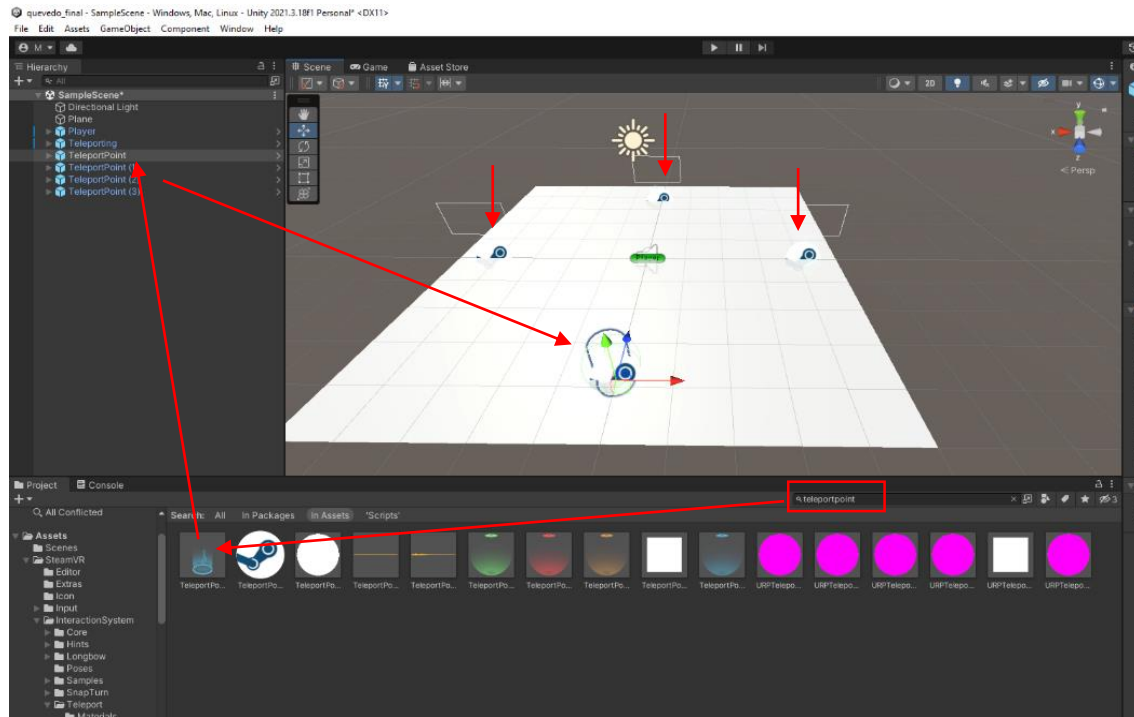 quevedo_final - SampleScene - Windows, Mac, Linux - Unity 2021.3.18f1 Personal* <DX11>
File Edit Assets GameObject Component Window Help
M
Hierarchy
All
Scene Game Asset Store
2D
SampleScene*
Directional Light
Plane
Player
Teleporting
TeleportPoint
TeleportPoint (1)
TeleportPoint (2)
TeleportPoint (3)
y
x
z
Persp
Player
Project Console
teleportpoint
3
All Conflicted
Search: All In Packages In Assets 'Scripts'
Assets
Scenes
SteamVR
Editor
Extras
Icon
Input
InteractionSystem
Core
Hints
Longbow
Poses
Samples
SnapTurn
Teleport
Materials
TeleportPo... TeleportPo... TeleportPo... TeleportPo... TeleportPo... TeleportPo... TeleportPo... TeleportPo... TeleportPo... TeleportPo... URPTelepo... URPTelepo... URPTelepo... URPTelepo... URPTelepo... URPTelepo...